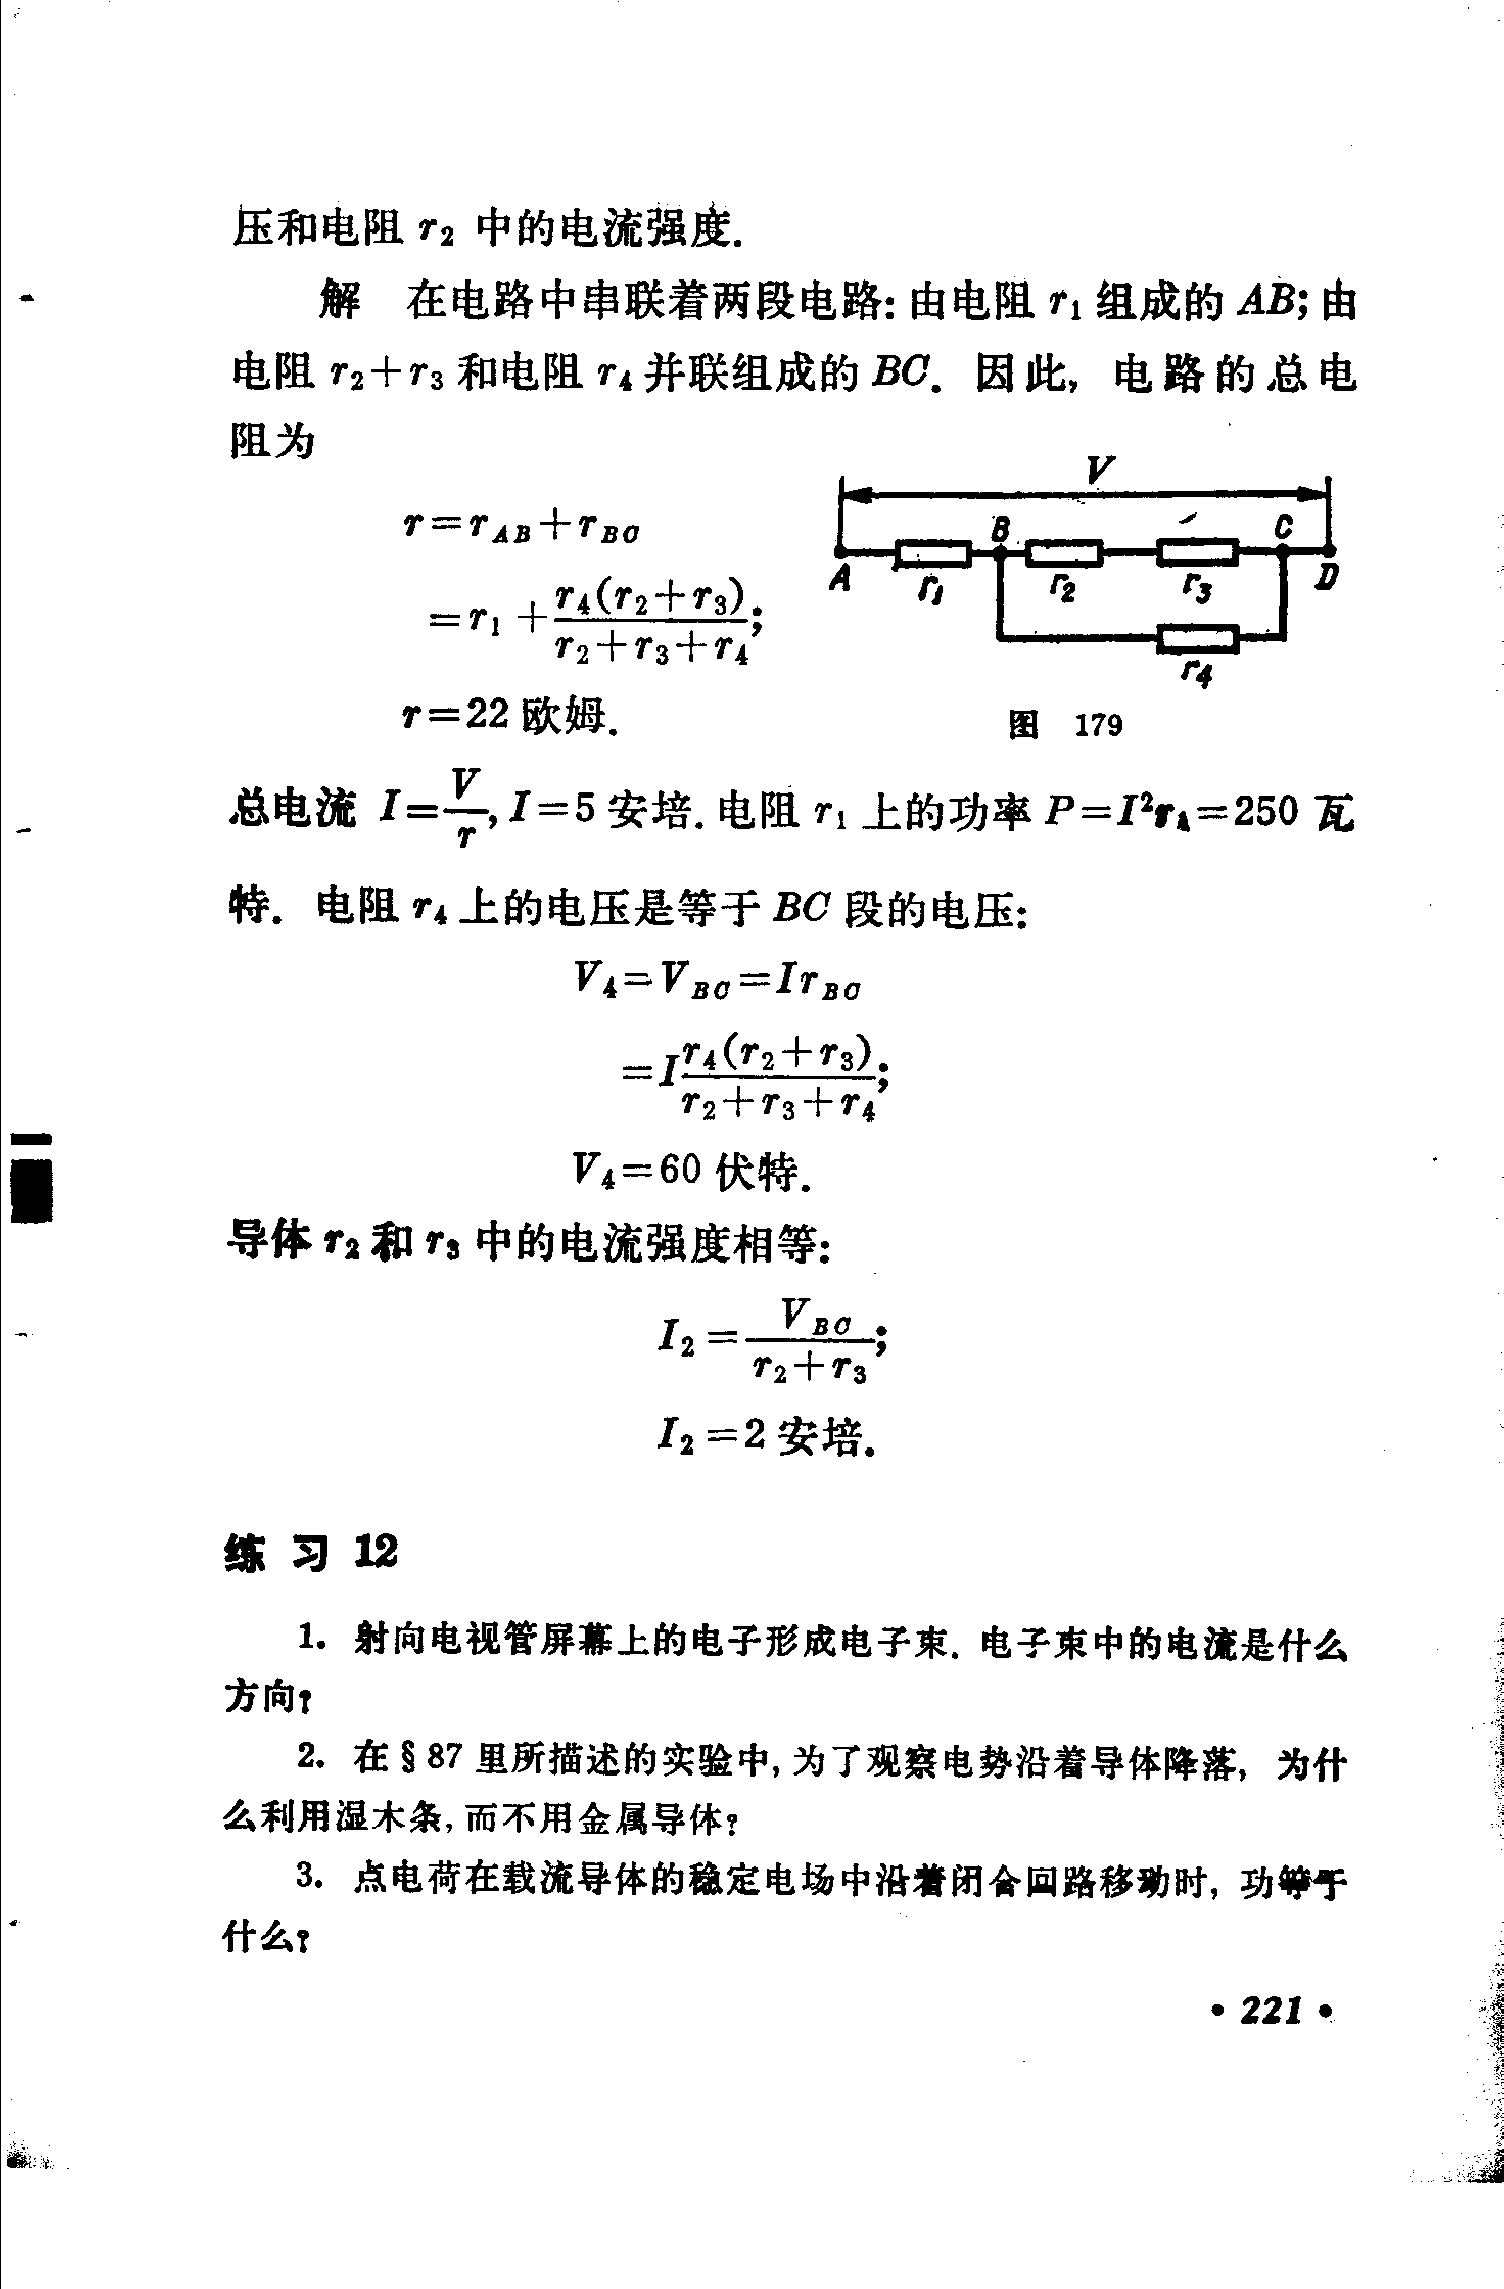 压和电阻 r₂ 中的电流强度.
解 在电路中串联着两段电路: 由电阻 r₁ 组成的 AB; 由
电阻 r₂+r₃ 和电阻 r₄ 并联组成的 BC. 因此, 电路的总电
阻为
r=r_AB+r_BC
=r₁+r₄(r₂+r₃)/(r₂+r₃+r₄);
r=22 欧姆.
V
A r₁ B r₂ r₃ C D
r₄
图 179
总电流 I=V/r, I=5 安培. 电阻 r₁ 上的功率 P=I²r₁=250 瓦
特. 电阻 r₄ 上的电压是等于 BC 段的电压:
V₄=V_BC=Ir_BC
=I r₄(r₂+r₃)/(r₂+r₃+r₄);
V₄=60 伏特.
导体 r₂ 和 r₃ 中的电流强度相等:
I₂=V_BC/(r₂+r₃);
I₂=2 安培.
练习 12
1. 射向电视管屏幕上的电子形成电子束. 电子束中的电流是什么
方向?
2. 在 § 87 里所描述的实验中, 为了观察电势沿着导体降落, 为什
么利用湿木条, 而不用金属导体?
3. 点电荷在载流导体的稳定电场中沿着闭合回路移动时, 功等于
什么?
• 221 •